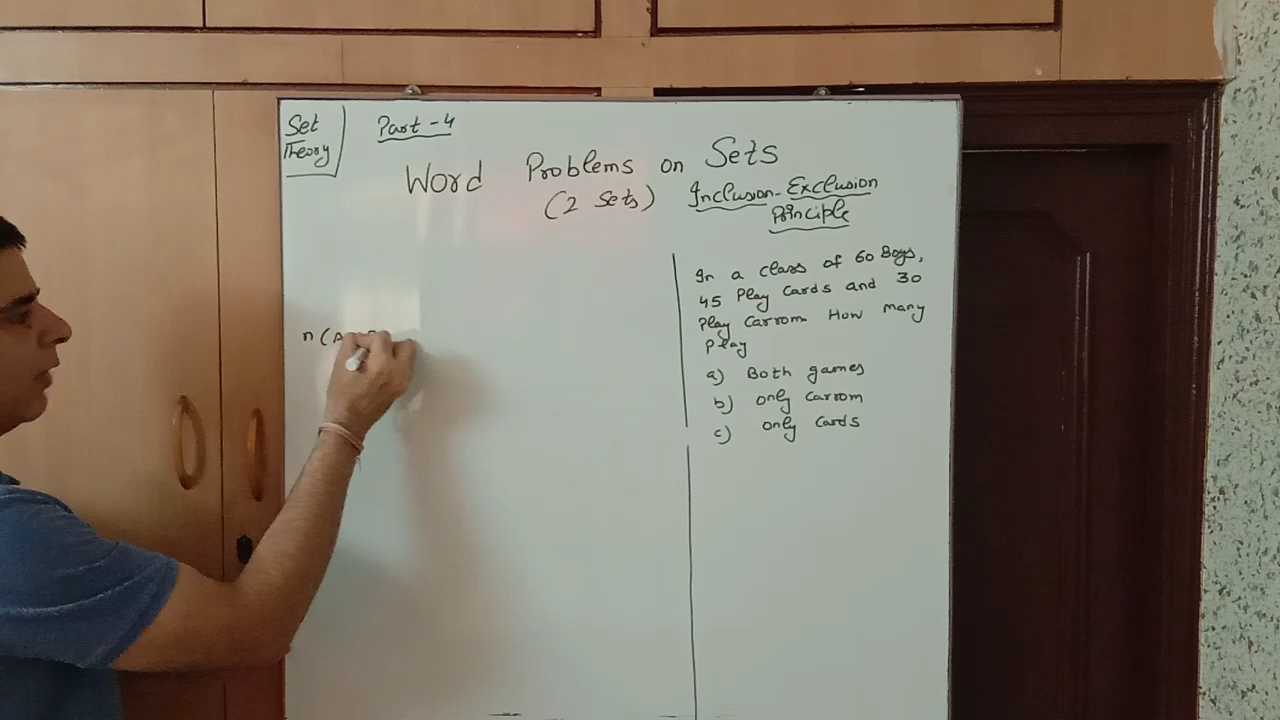 Set
Theory
Part - 4
Word Problems on Sets
(2 Sets)
Inclusion-Exclusion
Principle
In a class of 60 Boys,
45 Play Cards and 30
Play Carrom How many
Play
a) Both games
b) only Carrom
c) only Cards
n(A